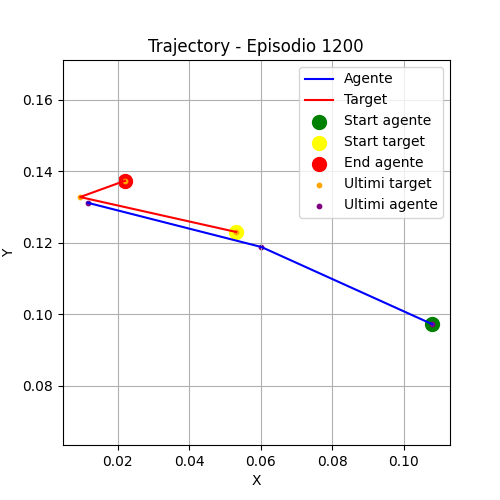 Trajectory - Episodio 1200
Agente
Target
Start agente
Start target
End agente
Ultimi target
Ultimi agente
Y
0.16
0.14
0.12
0.10
0.08
0.02
0.04
0.06
0.08
0.10
X